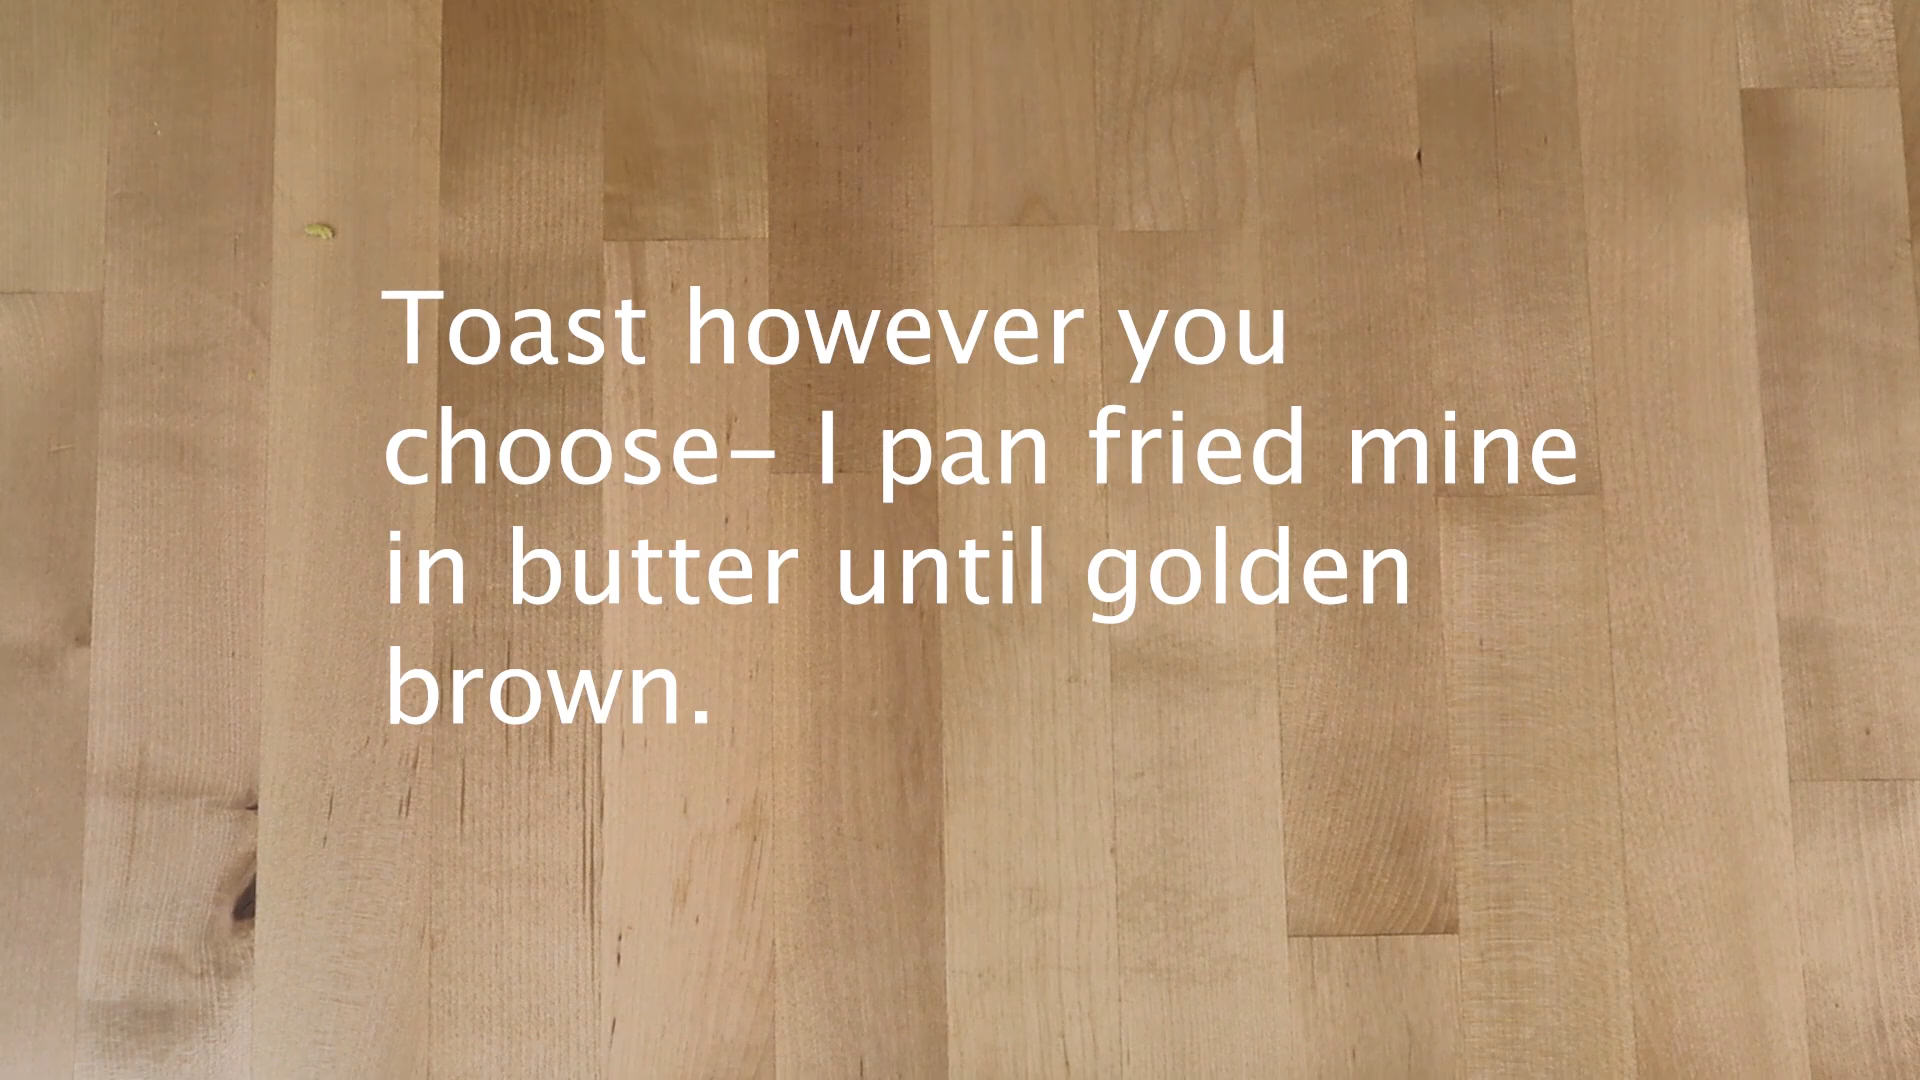 Toast however you
choose- I pan fried mine
in butter until golden
brown.